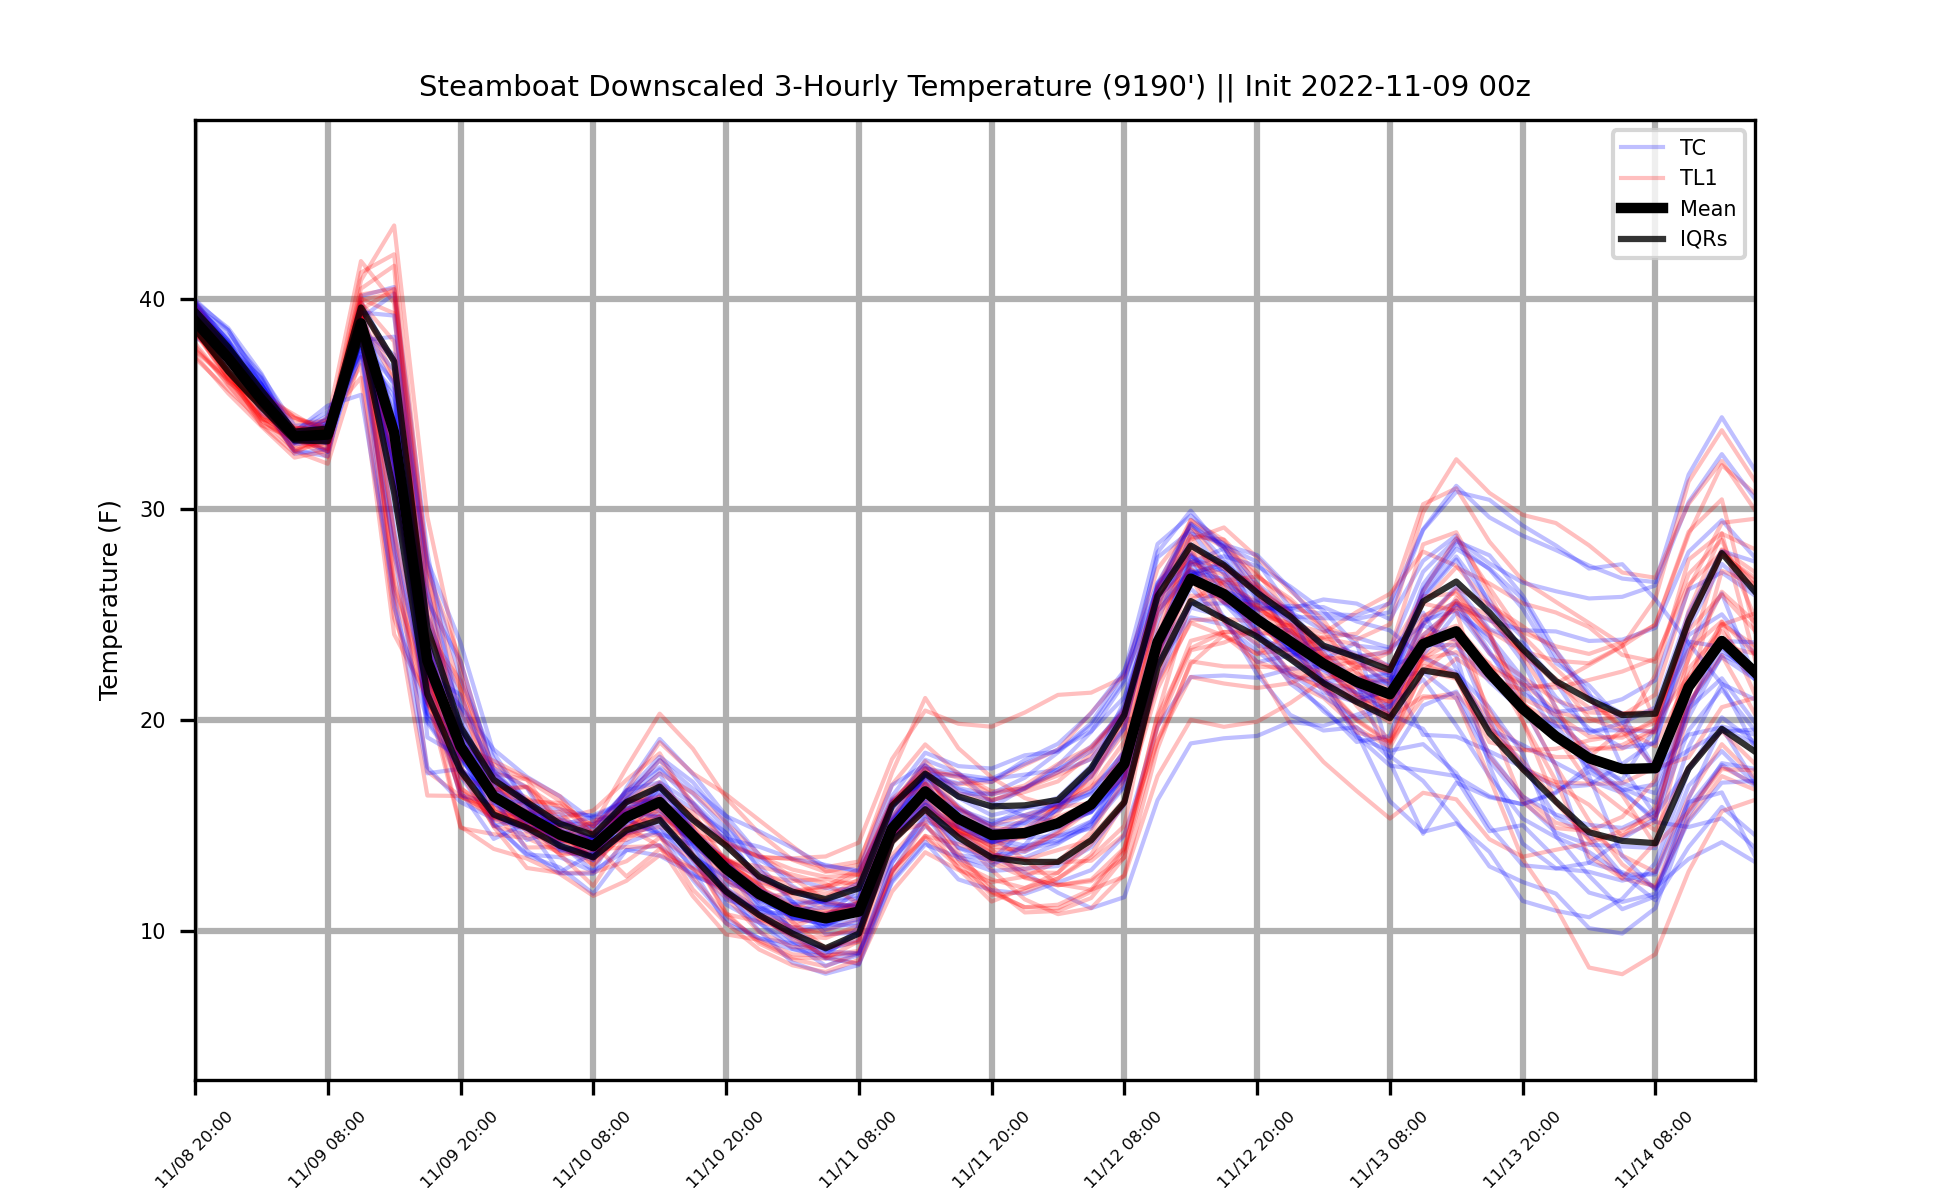 Steamboat Downscaled 3-Hourly Temperature (9190') || Init 2022-11-09 00z
TC
TL1
Mean
IQRs
Temperature (F)
40
30
20
10
11/08 20:00
11/09 08:00
11/09 20:00
11/10 08:00
11/10 20:00
11/11 08:00
11/11 20:00
11/12 08:00
11/12 20:00
11/13 08:00
11/13 20:00
11/14 08:00